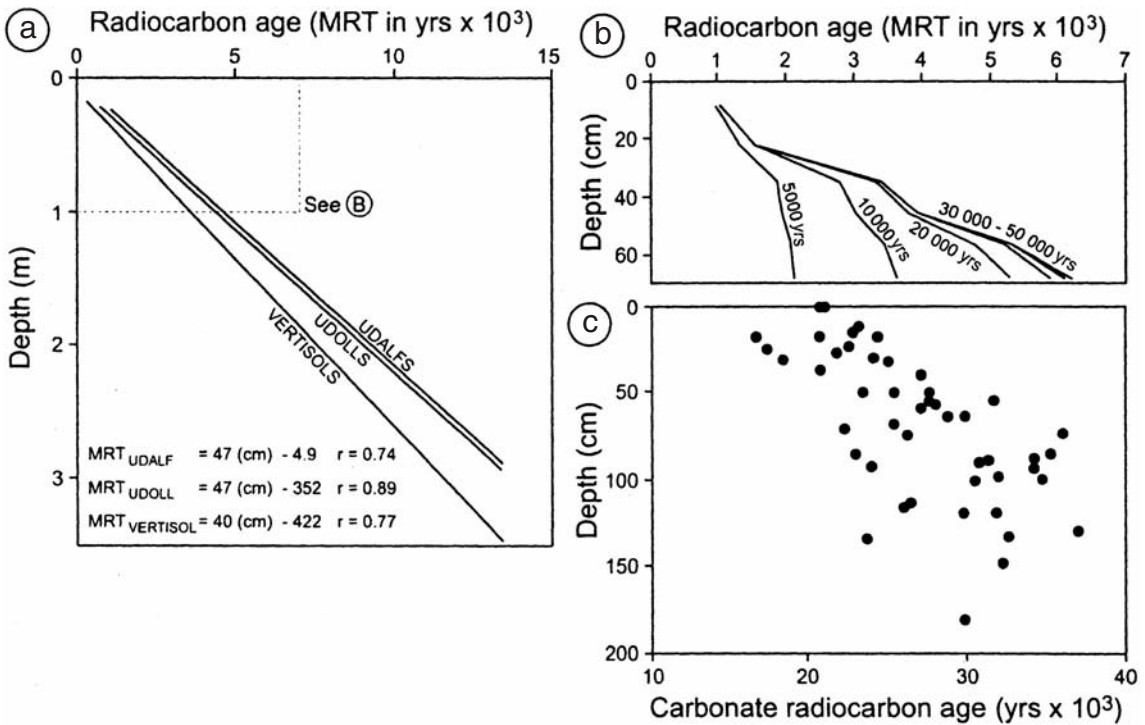 a
Radiocarbon age (MRT in yrs x 10³)
0 5 10 15
0
1
2
3
Depth (m)
See B
VERTISOLS
UDOLLS
UDALFS
MRT UDALF = 47 (cm) - 4.9 r = 0.74
MRT UDOLL = 47 (cm) - 352 r = 0.89
MRT VERTISOL = 40 (cm) - 422 r = 0.77
b
Radiocarbon age (MRT in yrs x 10³)
0 1 2 3 4 5 6 7
0
20
40
60
Depth (cm)
5000 yrs
10 000 yrs
20 000 yrs
30 000 - 50 000 yrs
c
0
50
100
150
200
Depth (cm)
10 20 30 40
Carbonate radiocarbon age (yrs x 10³)